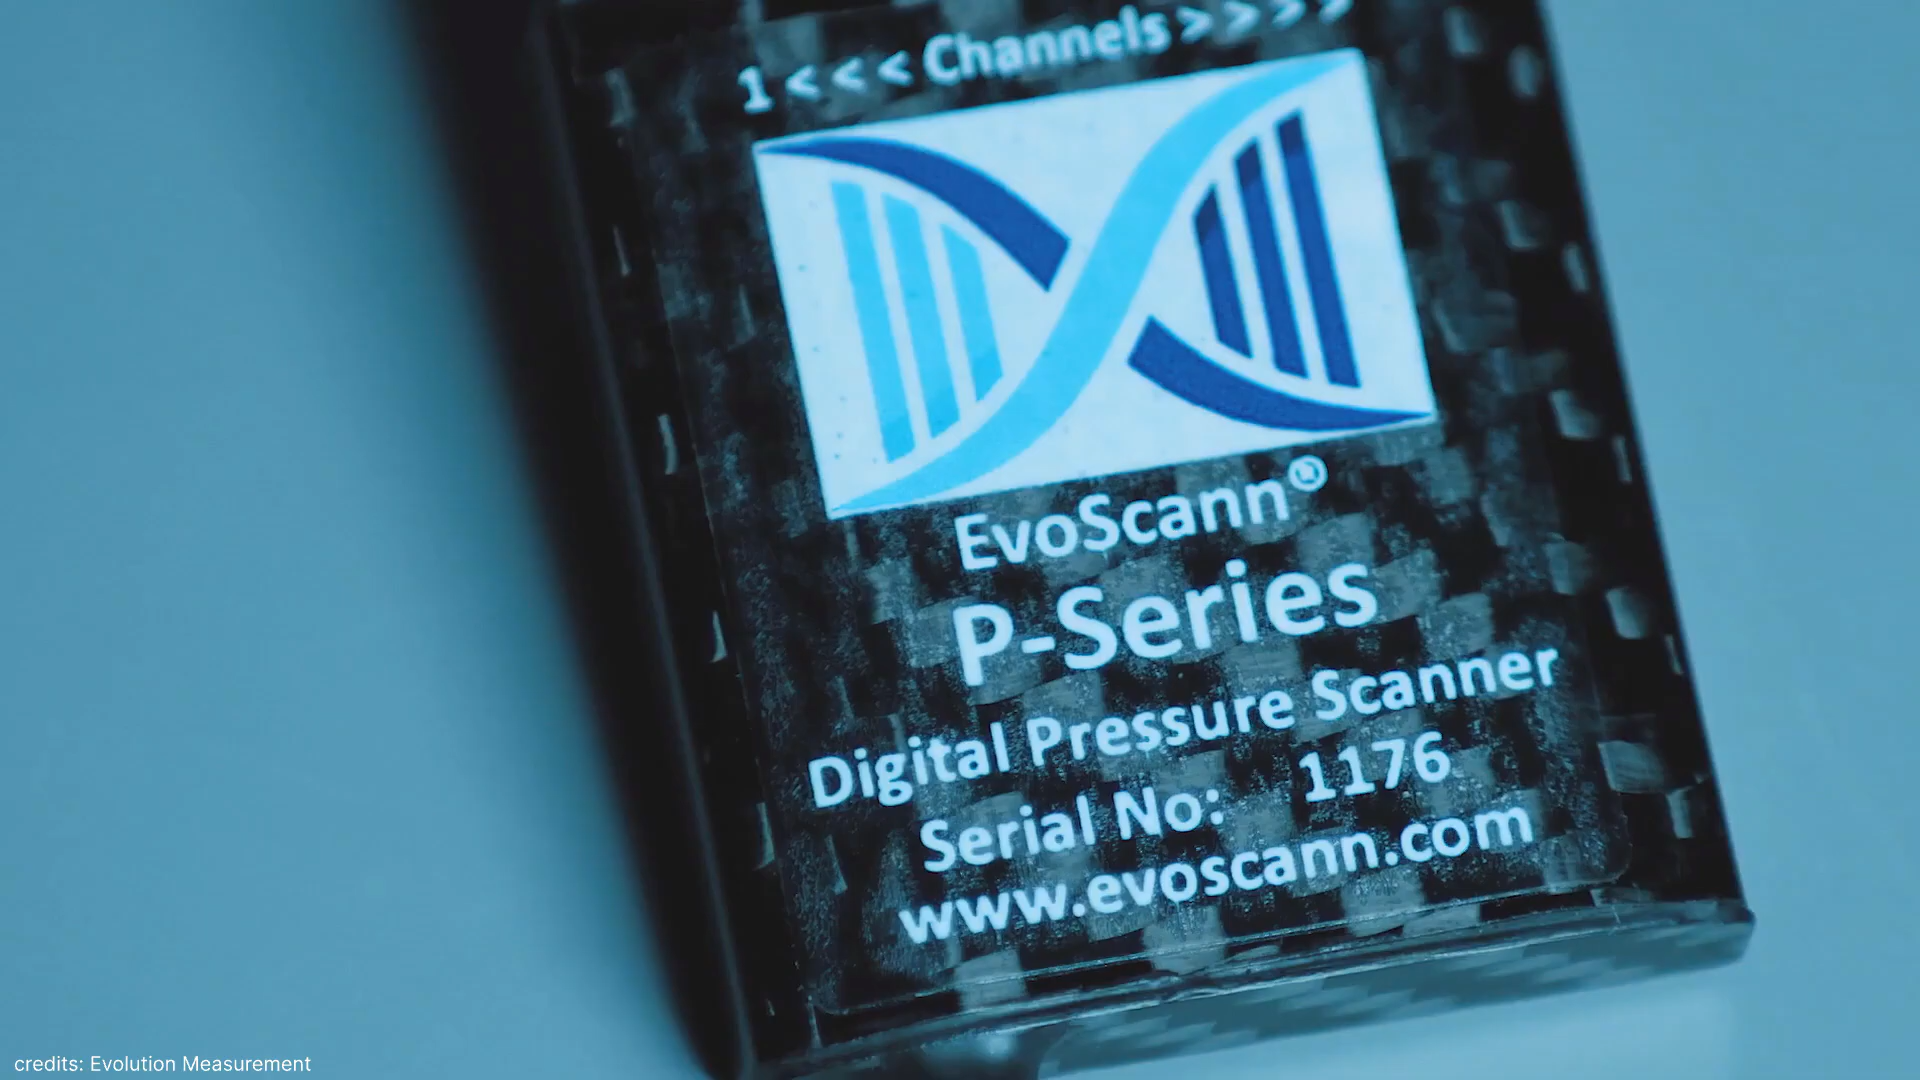 1 < < < Channels > > > >
EvoScann®
P-Series
Digital Pressure Scanner
Serial No: 1176
www.evoscann.com
credits: Evolution Measurement